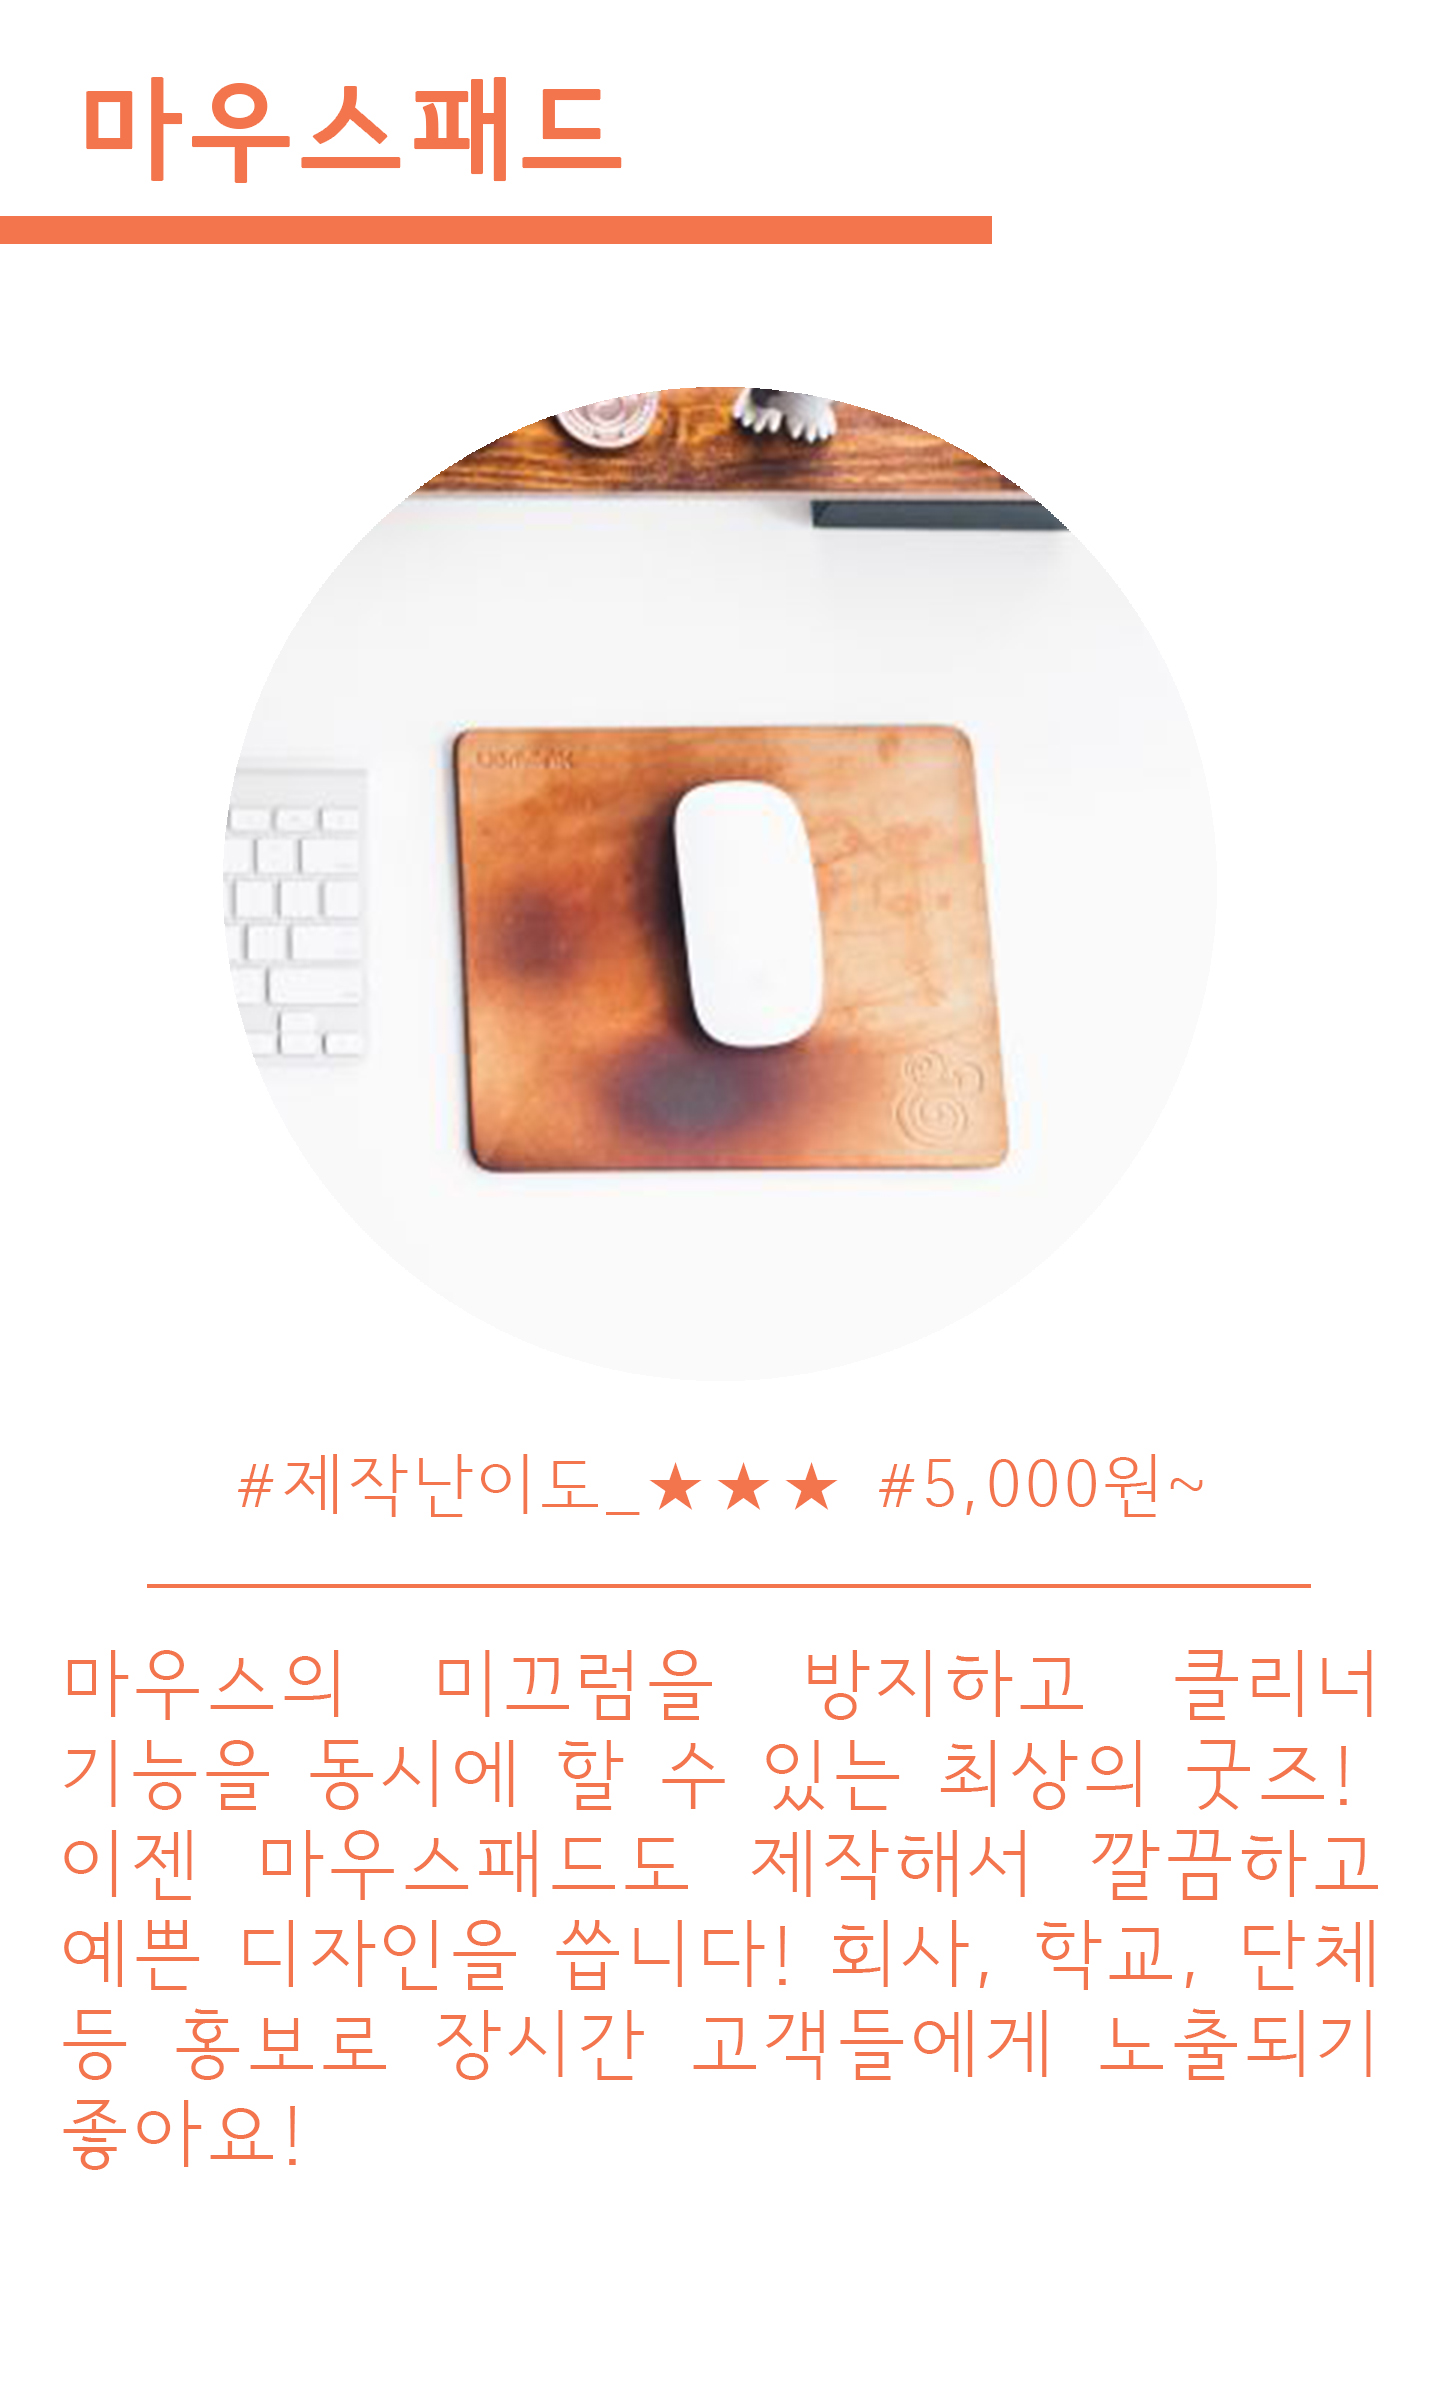 마우스패드
#제작난이도_★★★ #5,000원~
마우스의 미끄럼을 방지하고 클리너
기능을 동시에 할 수 있는 최상의 굿즈!
이젠 마우스패드도 제작해서 깔끔하고
예쁜 디자인을 씁니다! 회사, 학교, 단체
등 홍보로 장시간 고객들에게 노출되기
좋아요!